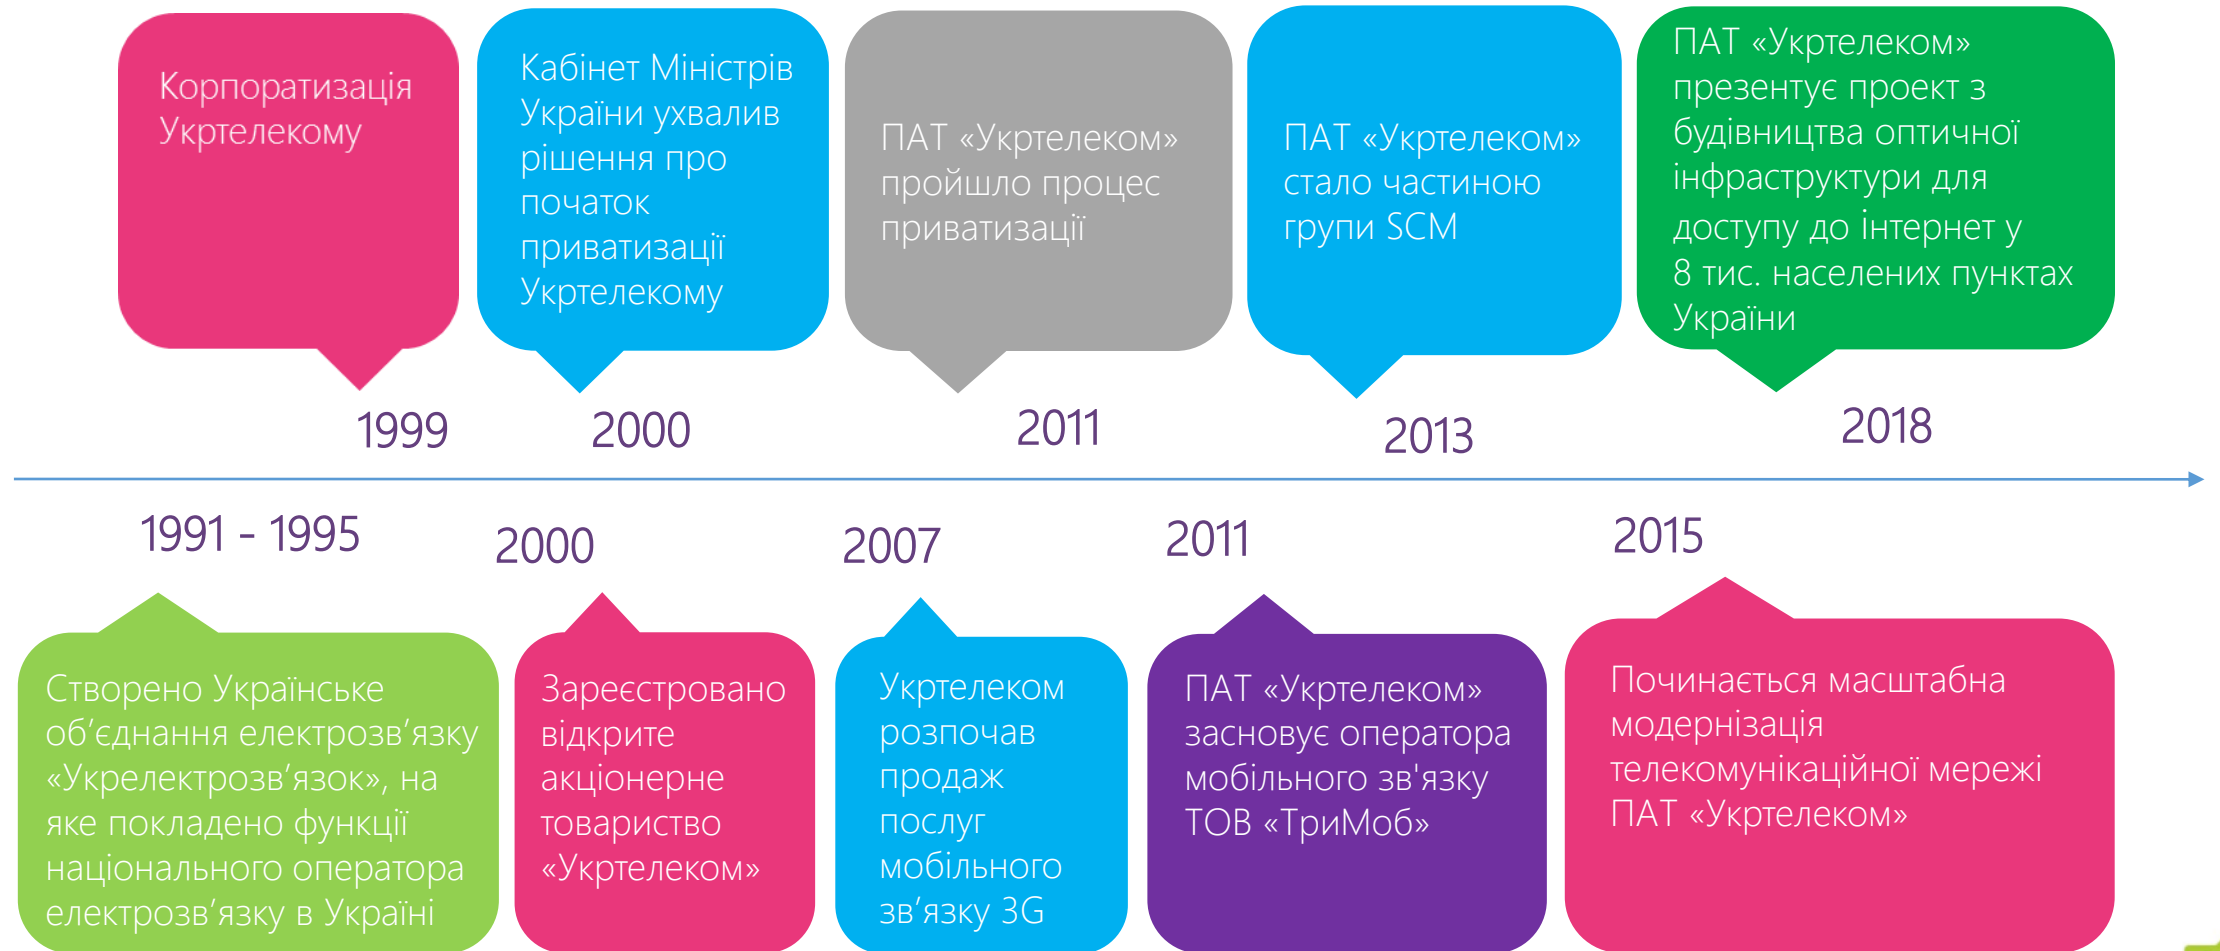 Корпоратизація
Укртелекому
Кабінет Міністрів
України ухвалив
рішення про
початок
приватизації
Укртелекому
ПАТ «Укртелеком»
пройшло процес
приватизації
ПАТ «Укртелеком»
стало частиною
групи SCM
ПАТ «Укртелеком»
презентує проект з
будівництва оптичної
інфраструктури для
доступу до інтернет у
8 тис. населених пунктах
України
1999
2000
2011
2013
2018
1991 - 1995
2000
2007
2011
2015
Створено Українське
об’єднання електрозв’язку
«Укрелектрозв’язок», на
яке покладено функції
національного оператора
електрозв’язку в Україні
Зареєстровано
відкрите
акціонерне
товариство
«Укртелеком»
Укртелеком
розпочав
продаж
послуг
мобільного
зв’язку 3G
ПАТ «Укртелеком»
засновує оператора
мобільного зв'язку
ТОВ «ТриМоб»
Починається масштабна
модернізація
телекомунікаційної мережі
ПАТ «Укртелеком»